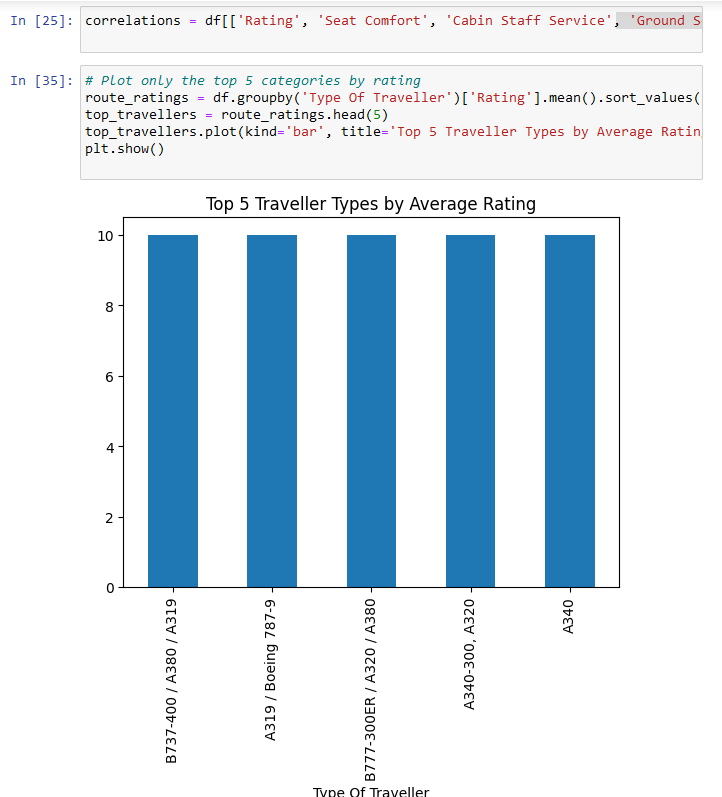 In [25]: correlations = df[['Rating', 'Seat Comfort', 'Cabin Staff Service', 'Ground S
In [35]: # Plot only the top 5 categories by rating
route_ratings = df.groupby('Type Of Traveller')['Rating'].mean().sort_values(
top_travellers = route_ratings.head(5)
top_travellers.plot(kind='bar', title='Top 5 Traveller Types by Average Ratin
plt.show()
Top 5 Traveller Types by Average Rating
10
8
6
4
2
0
B737-400 / A380 / A319
A319 / Boeing 787-9
B777-300ER / A320 / A380
A340-300, A320
A340
Type Of Traveller